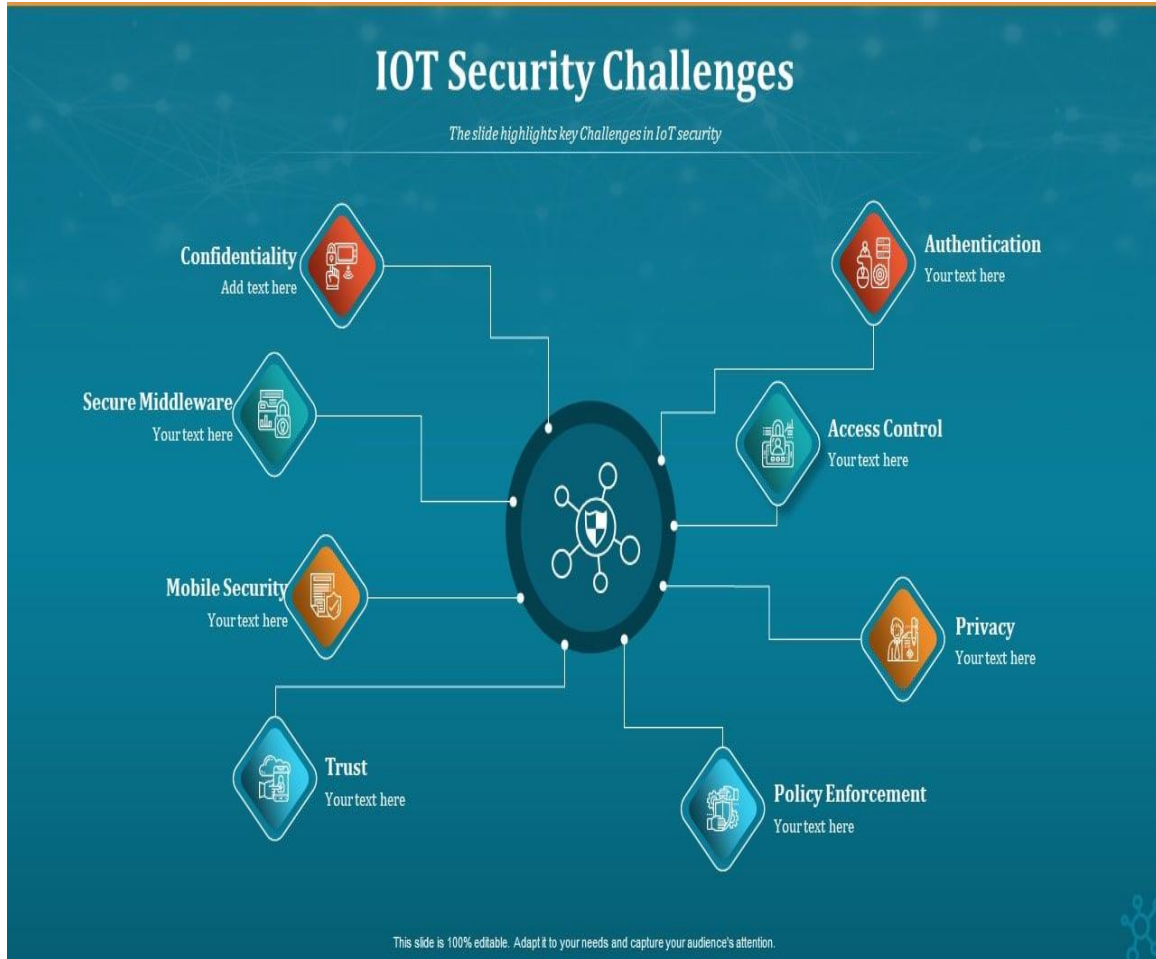 IOT Security Challenges
The slide highlights key Challenges in IoT security
Confidentiality
Add text here
Secure Middleware
Your text here
Mobile Security
Your text here
Trust
Your text here
Authentication
Your text here
Access Control
Your text here
Privacy
Your text here
Policy Enforcement
Your text here
This slide is 100% editable. Adapt it to your needs and capture your audience's attention.